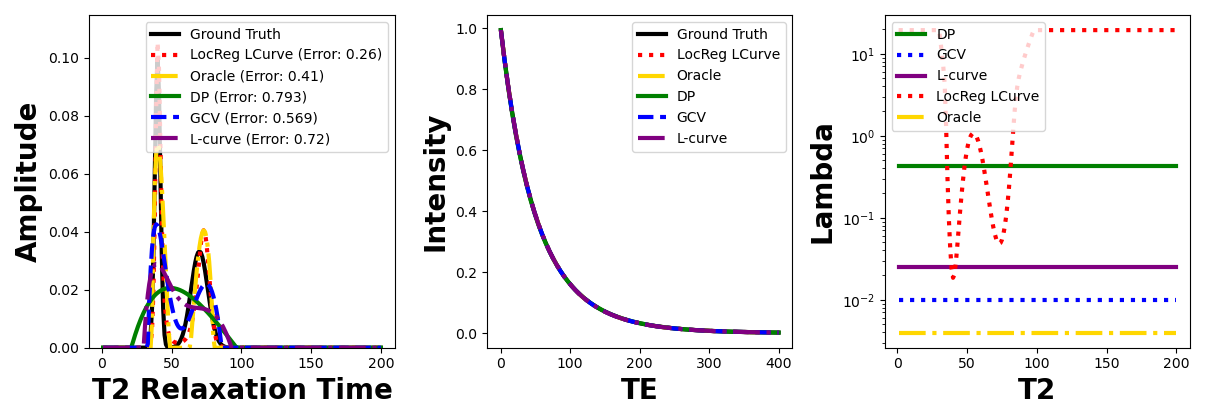 0.10
0.08
0.06
0.04
0.02
0.00
Amplitude
Ground Truth
LocReg LCurve (Error: 0.26)
Oracle (Error: 0.41)
DP (Error: 0.793)
GCV (Error: 0.569)
L-curve (Error: 0.72)
0 50 100 150 200
T2 Relaxation Time
1.0
0.8
0.6
0.4
0.2
0.0
Intensity
Ground Truth
LocReg LCurve
Oracle
DP
GCV
L-curve
0 100 200 300 400
TE
10¹
10⁰
10⁻¹
10⁻²
Lambda
DP
GCV
L-curve
LocReg LCurve
Oracle
0 50 100 150 200
T2